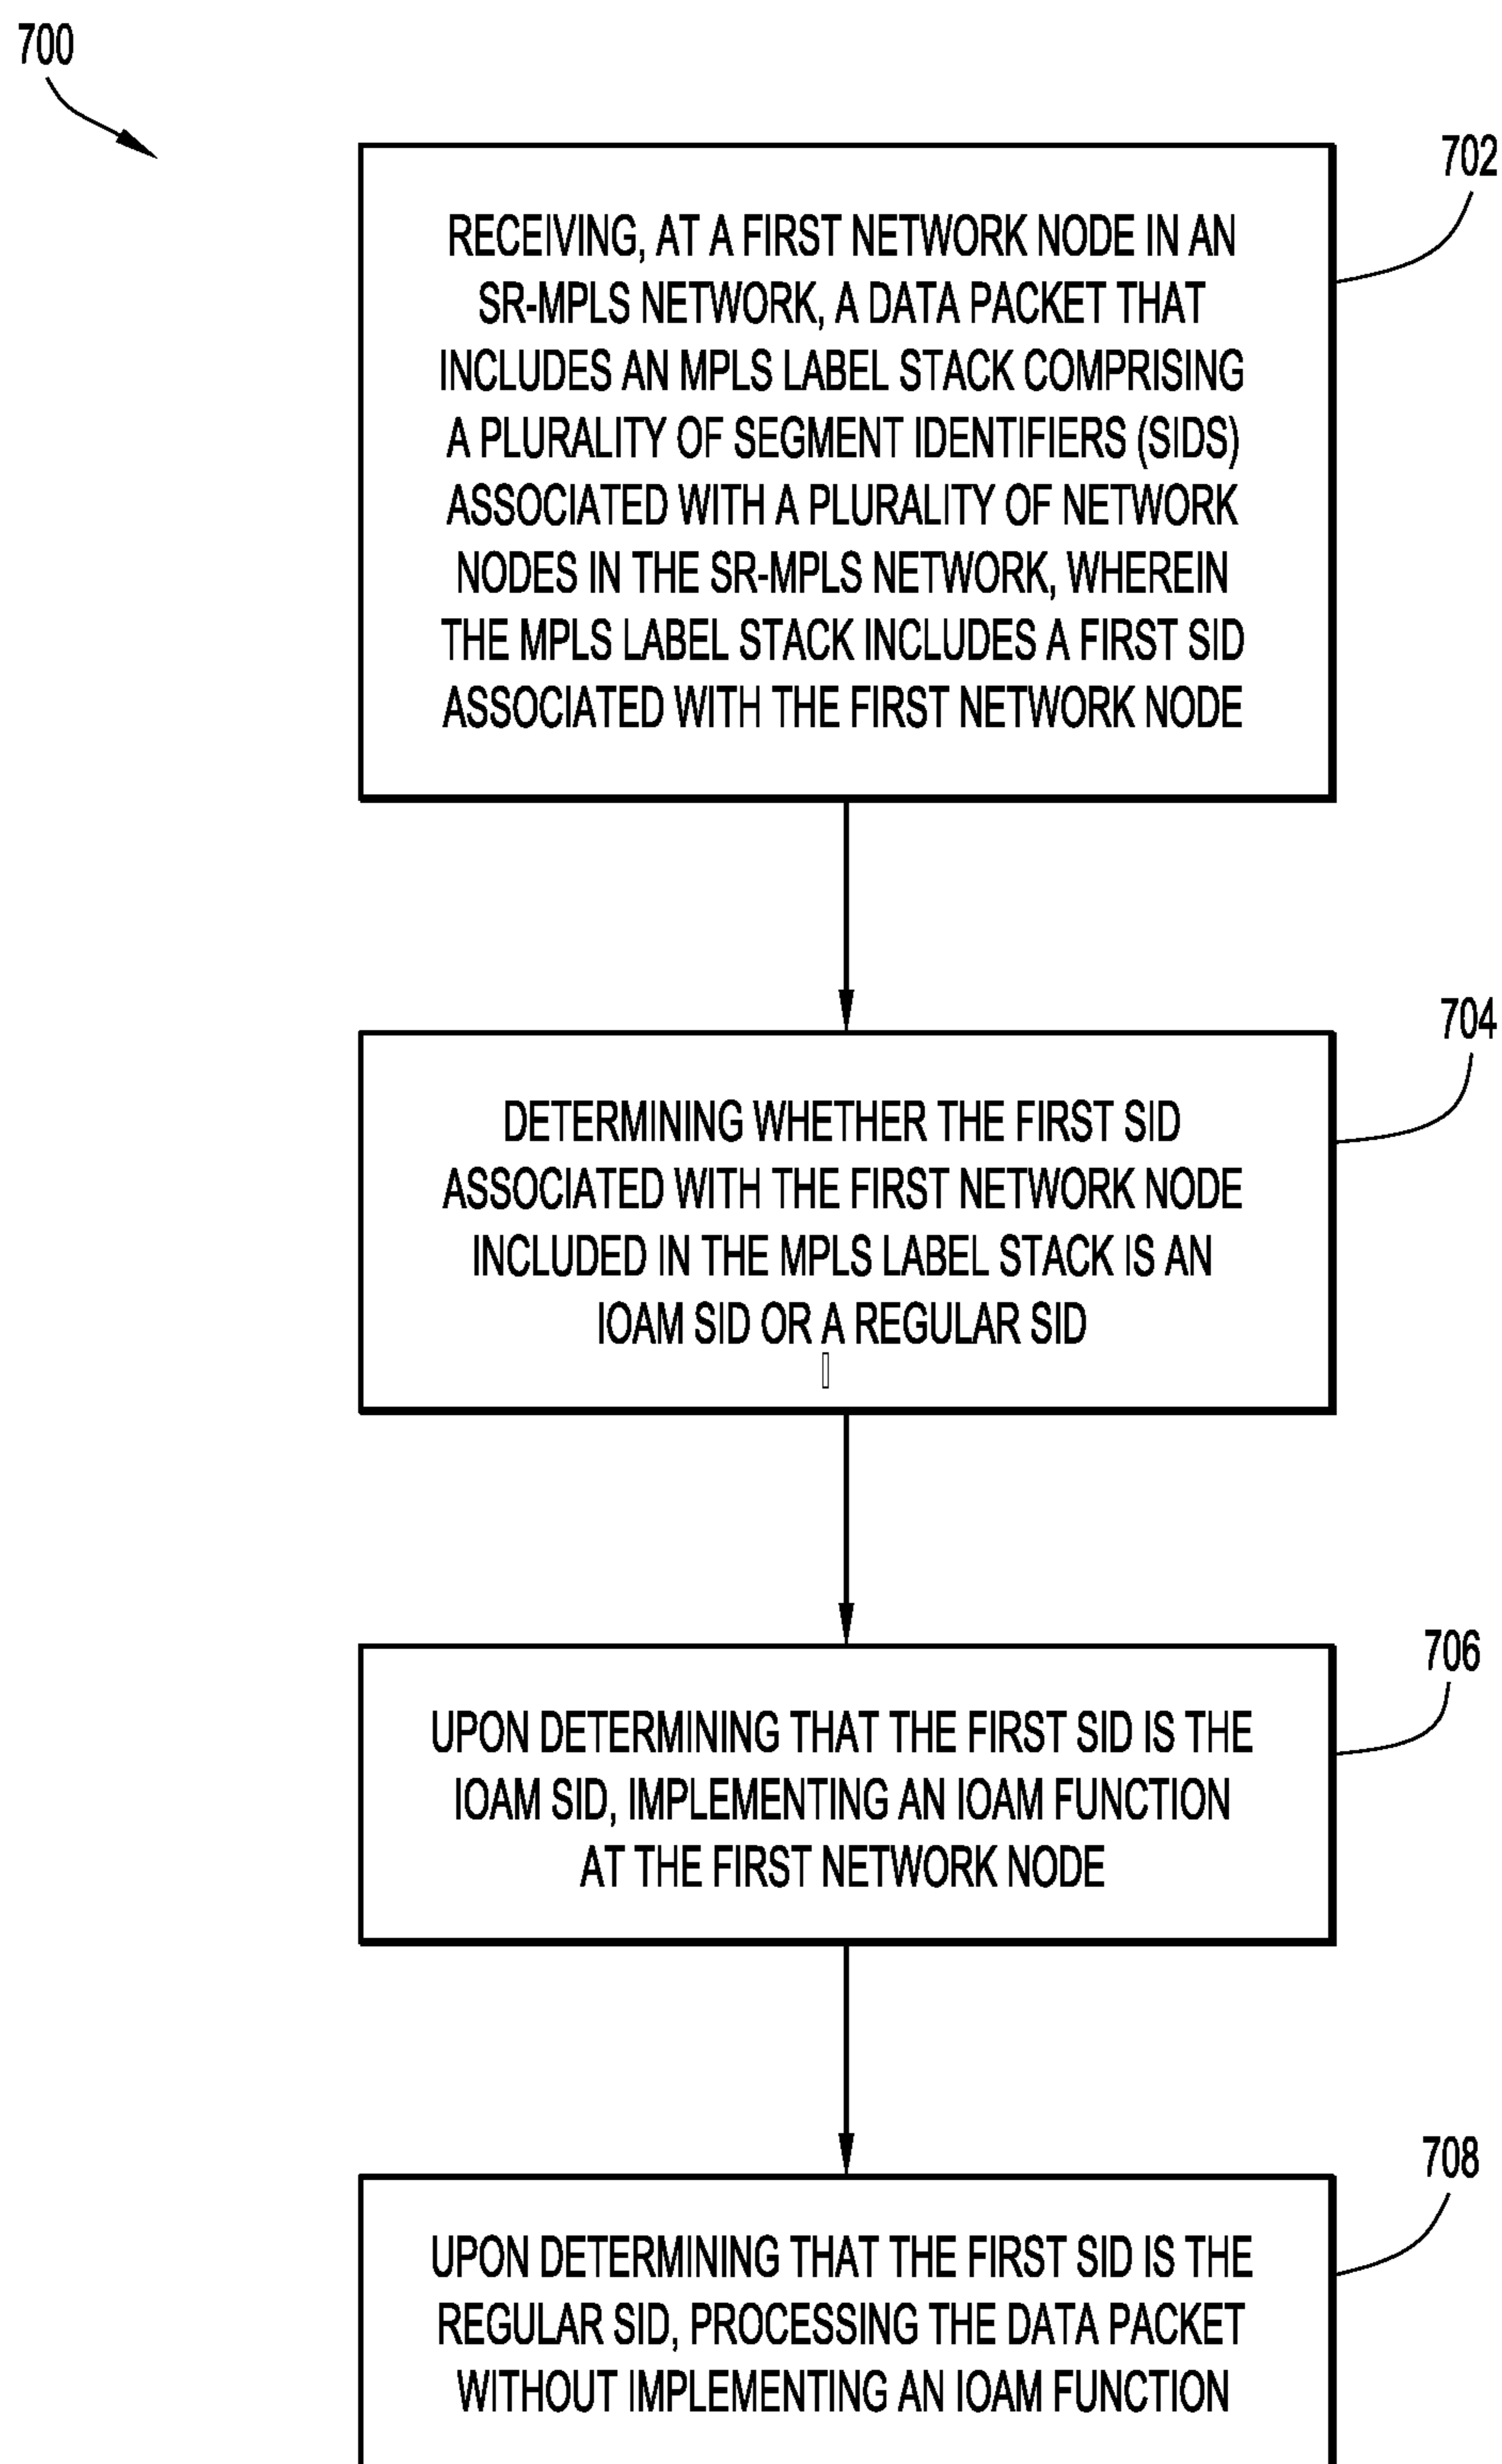 700
702
RECEIVING, AT A FIRST NETWORK NODE IN AN
SR-MPLS NETWORK, A DATA PACKET THAT
INCLUDES AN MPLS LABEL STACK COMPRISING
A PLURALITY OF SEGMENT IDENTIFIERS (SIDS)
ASSOCIATED WITH A PLURALITY OF NETWORK
NODES IN THE SR-MPLS NETWORK, WHEREIN
THE MPLS LABEL STACK INCLUDES A FIRST SID
ASSOCIATED WITH THE FIRST NETWORK NODE
704
DETERMINING WHETHER THE FIRST SID
ASSOCIATED WITH THE FIRST NETWORK NODE
INCLUDED IN THE MPLS LABEL STACK IS AN
IOAM SID OR A REGULAR SID
706
UPON DETERMINING THAT THE FIRST SID IS THE
IOAM SID, IMPLEMENTING AN IOAM FUNCTION
AT THE FIRST NETWORK NODE
708
UPON DETERMINING THAT THE FIRST SID IS THE
REGULAR SID, PROCESSING THE DATA PACKET
WITHOUT IMPLEMENTING AN IOAM FUNCTION